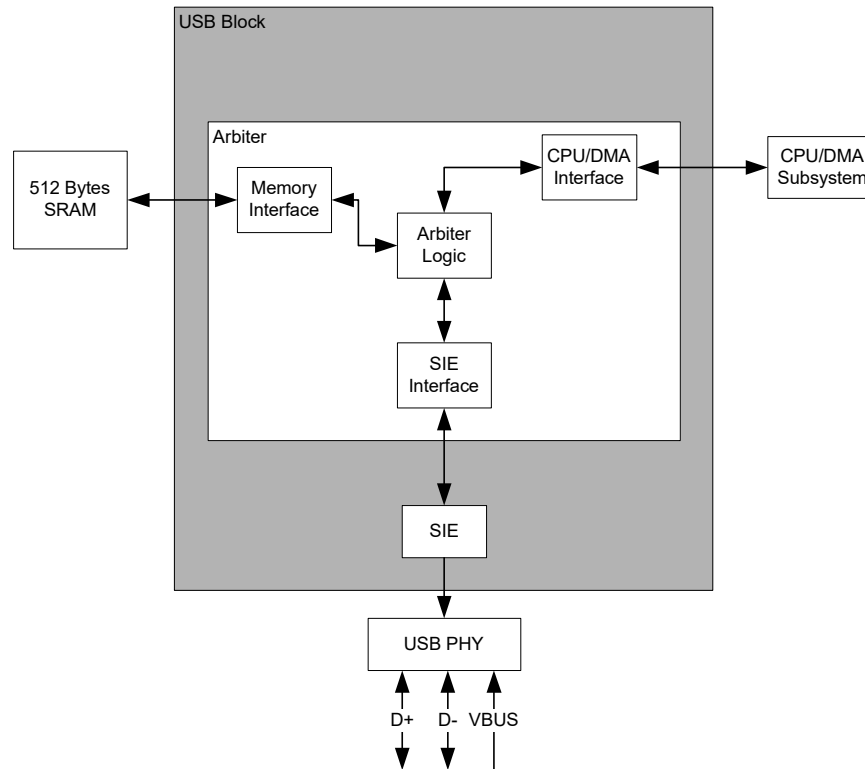 USB Block
Arbiter
512 Bytes
SRAM
Memory
Interface
CPU/DMA
Interface
CPU/DMA
Subsystem
Arbiter
Logic
SIE
Interface
SIE
USB PHY
D+ D- VBUS